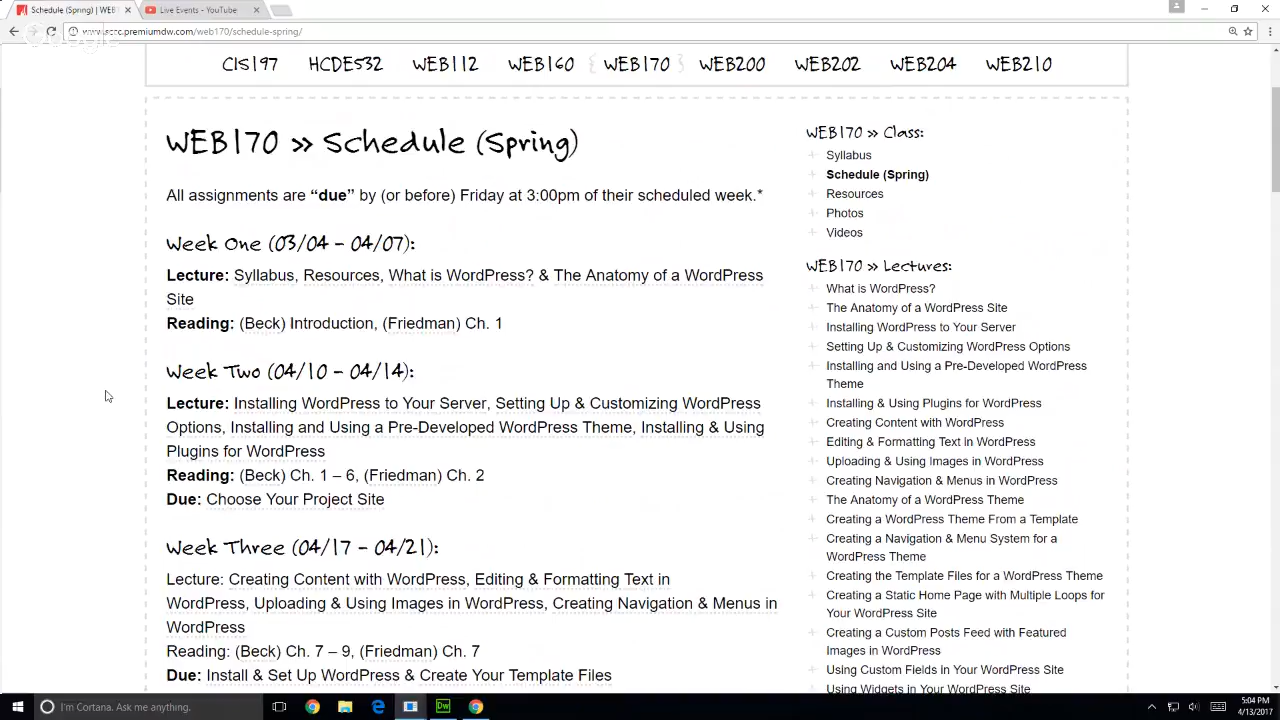 Schedule (Spring) | WEB1
Live Events - YouTube
.premiumdw.com/web170/schedule-spring/
CIS197 HCDE532 WEB112 WEB160 { WEB170 } WEB200 WEB202 WEB204 WEB210
WEB170 » Schedule (Spring)
All assignments are “due” by (or before) Friday at 3:00pm of their scheduled week.*
Week One (03/04 - 04/07):
Lecture: Syllabus, Resources, What is WordPress? & The Anatomy of a WordPress
Site
Reading: (Beck) Introduction, (Friedman) Ch. 1
Week Two (04/10 - 04/14):
Lecture: Installing WordPress to Your Server, Setting Up & Customizing WordPress
Options, Installing and Using a Pre-Developed WordPress Theme, Installing & Using
Plugins for WordPress
Reading: (Beck) Ch. 1 – 6, (Friedman) Ch. 2
Due: Choose Your Project Site
Week Three (04/17 - 04/21):
Lecture: Creating Content with WordPress, Editing & Formatting Text in
WordPress, Uploading & Using Images in WordPress, Creating Navigation & Menus in
WordPress
Reading: (Beck) Ch. 7 – 9, (Friedman) Ch. 7
Due: Install & Set Up WordPress & Create Your Template Files
WEB170 » Class:
Syllabus
Schedule (Spring)
Resources
Photos
Videos
WEB170 » Lectures:
What is WordPress?
The Anatomy of a WordPress Site
Installing WordPress to Your Server
Setting Up & Customizing WordPress Options
Installing and Using a Pre-Developed WordPress
Theme
Installing & Using Plugins for WordPress
Creating Content with WordPress
Editing & Formatting Text in WordPress
Uploading & Using Images in WordPress
Creating Navigation & Menus in WordPress
The Anatomy of a WordPress Theme
Creating a WordPress Theme From a Template
Creating a Navigation & Menu System for a
WordPress Theme
Creating the Template Files for a WordPress Theme
Creating a Static Home Page with Multiple Loops for
Your WordPress Site
Creating a Custom Posts Feed with Featured
Images in WordPress
Using Custom Fields in Your WordPress Site
Using Widgets in Your WordPress Site
I'm Cortana. Ask me anything.
Dw
5:04 PM
4/13/2017